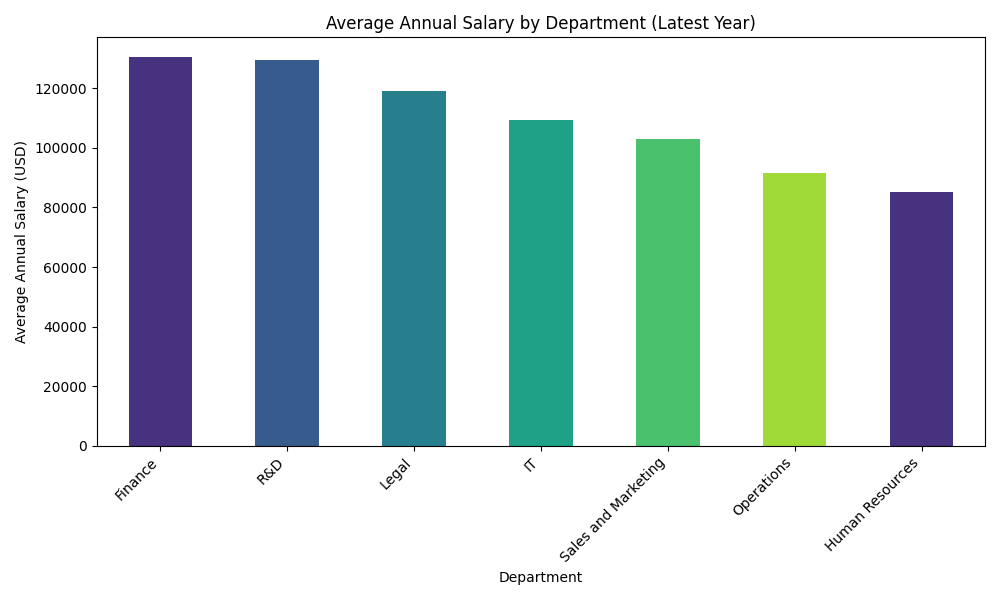 Average Annual Salary by Department (Latest Year)
Average Annual Salary (USD)
120000
100000
80000
60000
40000
20000
0
Finance
R&D
Legal
IT
Sales and Marketing
Operations
Human Resources
Department